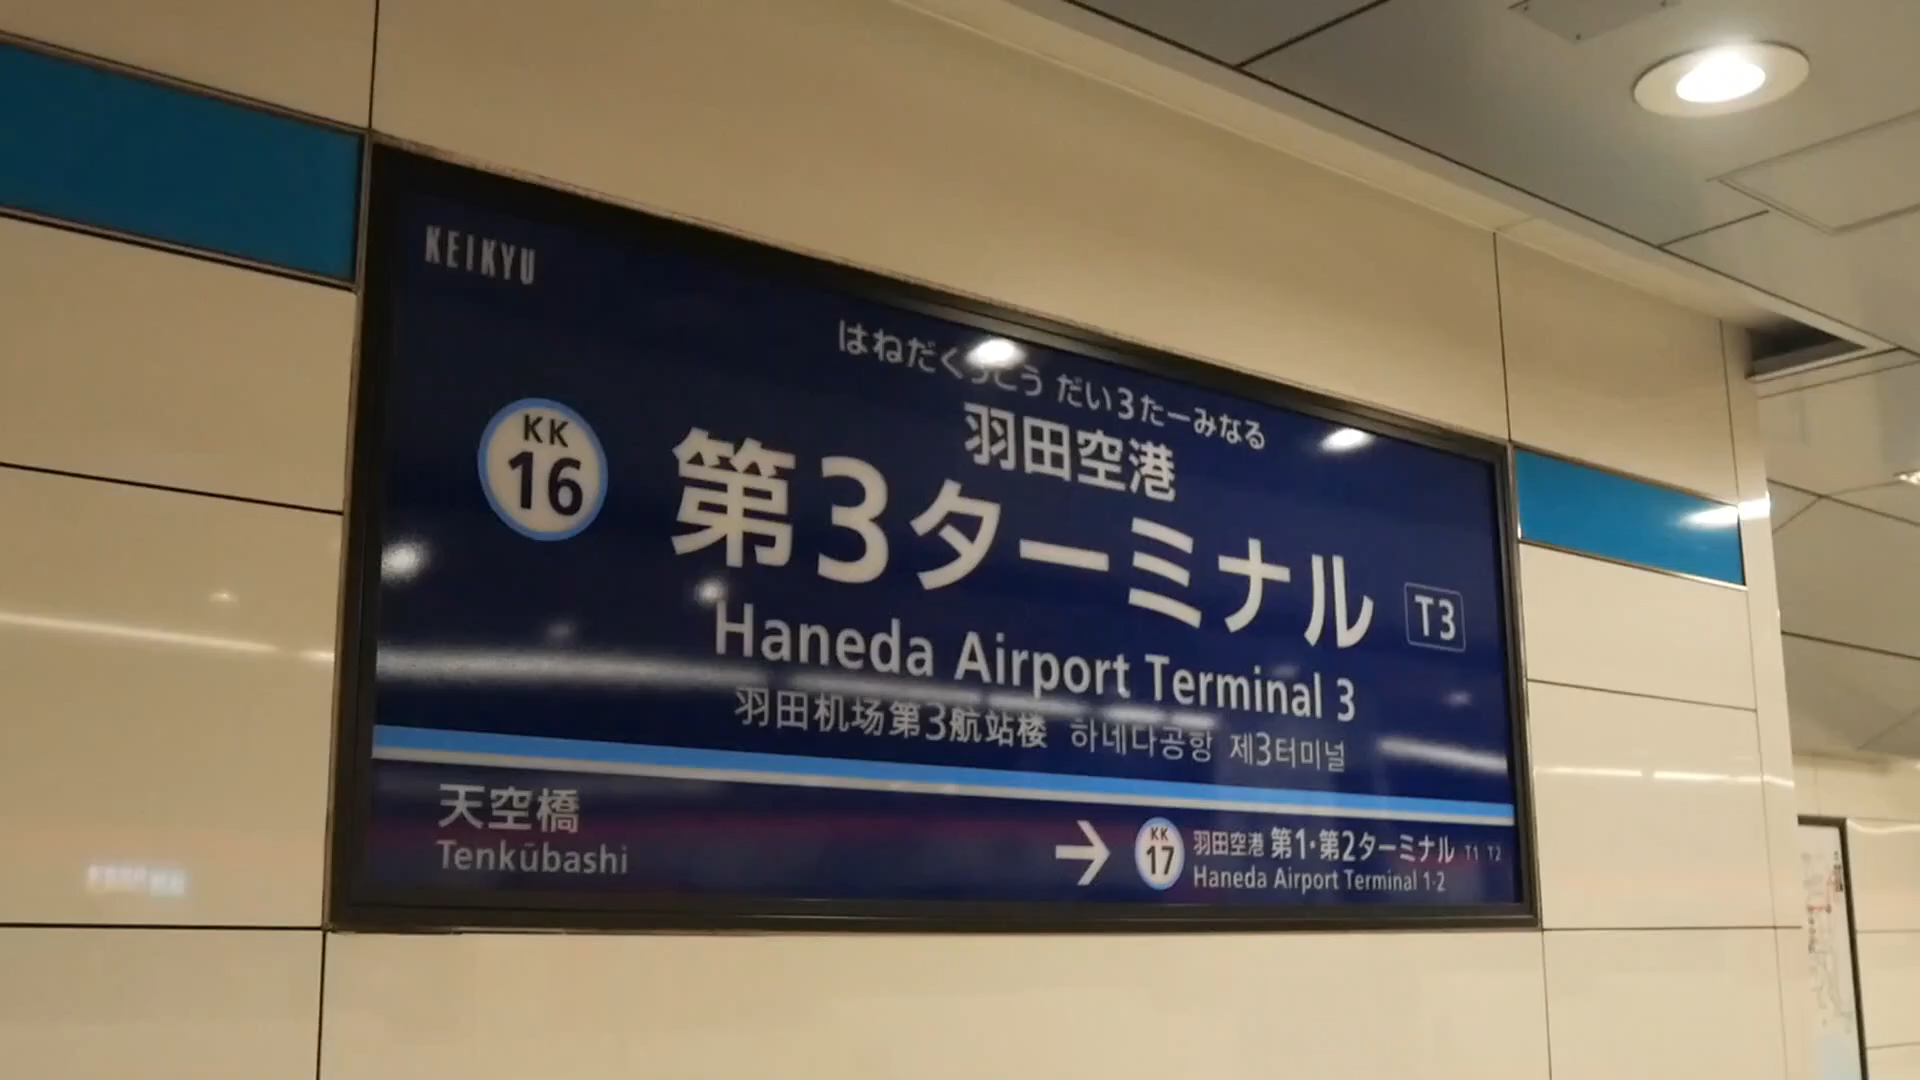 KEIKYU
はねだくうこう だい3たーみなる
羽田空港
KK
16
第3ターミナル
T3
Haneda Airport Terminal 3
羽田机场第3航站楼 하네다공항 제3터미널
天空橋
Tenkūbashi
→
KK
17
羽田空港 第1・第2ターミナル T1 T2
Haneda Airport Terminal 1·2